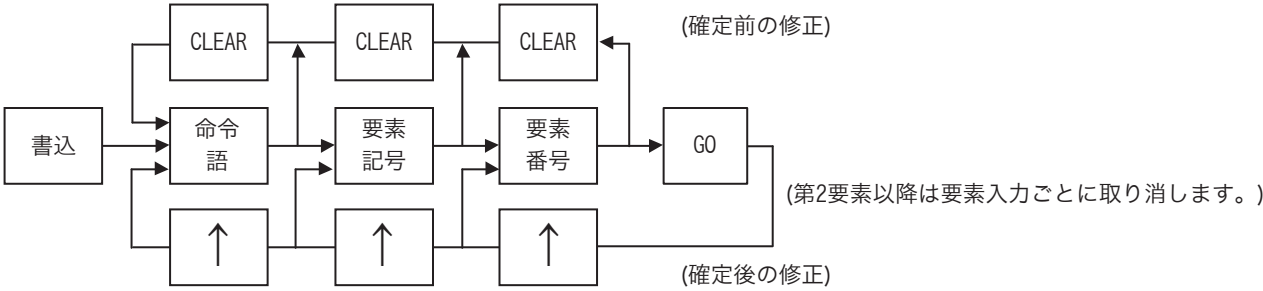 CLEAR
CLEAR
CLEAR
(確定前の修正)
書込
命令
語
要素
記号
要素
番号
GO
(第2要素以降は要素入力ごとに取り消します。)
↑
↑
↑
(確定後の修正)